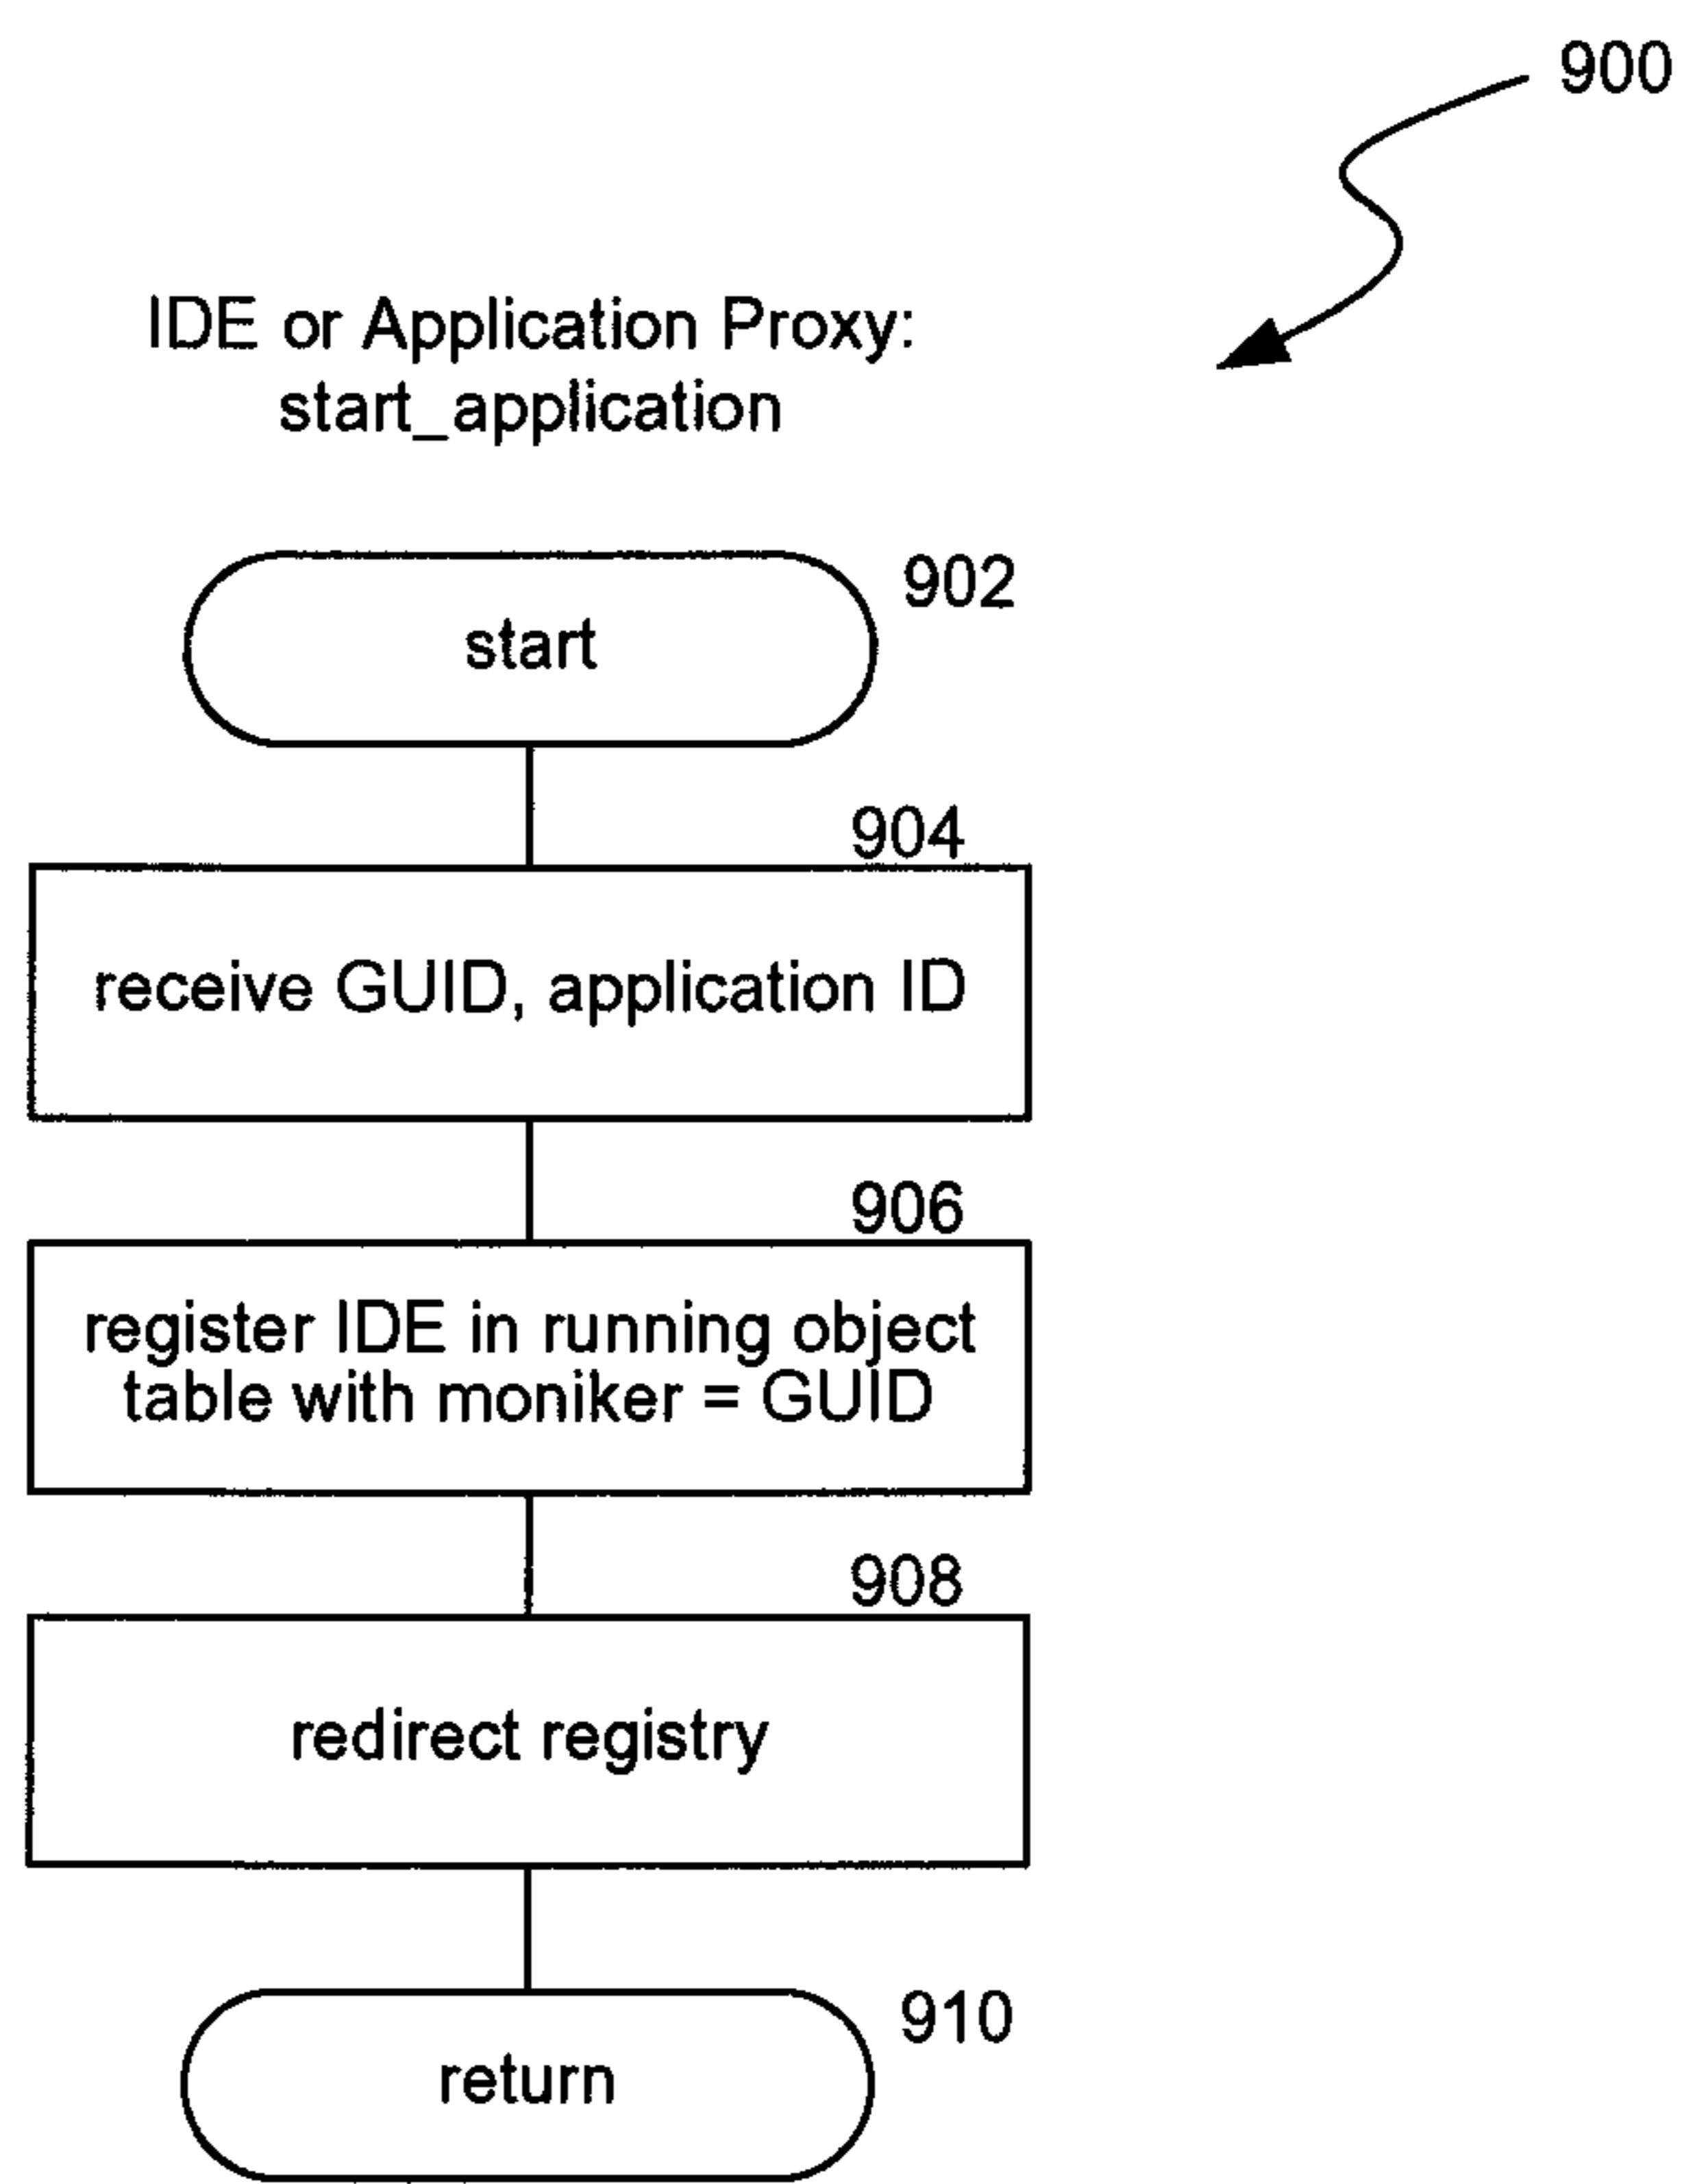 900
IDE or Application Proxy:
start_application
902
start
904
receive GUID, application ID
906
register IDE in running object
table with moniker = GUID
908
redirect registry
910
return